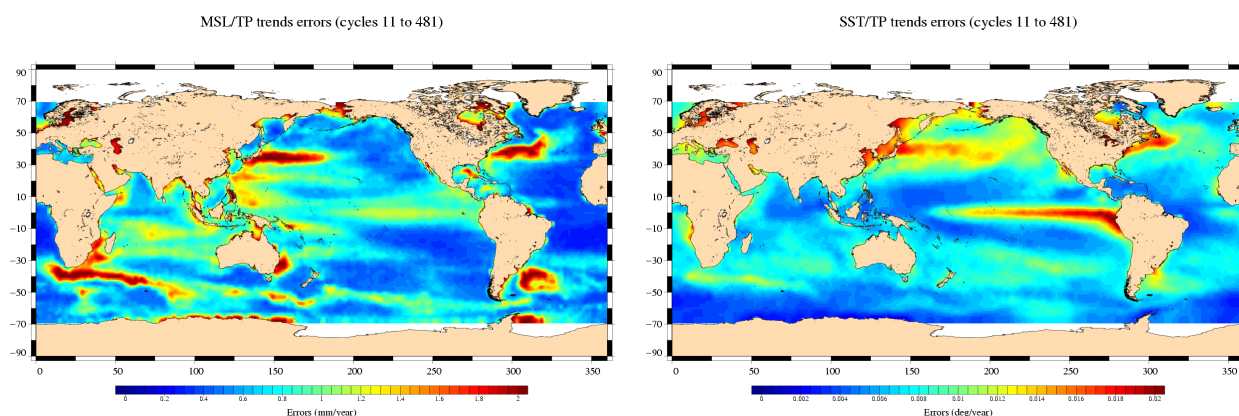 MSL/TP trends errors (cycles 11 to 481)
90
70
50
30
10
−10
−30
−50
−70
−90
0 50 100 150 200 250 300 350
0 0.2 0.4 0.6 0.8 1 1.2 1.4 1.6 1.8 2
Errors (mm/year)
SST/TP trends errors (cycles 11 to 481)
90
70
50
30
10
−10
−30
−50
−70
−90
0 50 100 150 200 250 300 350
0 0.002 0.004 0.006 0.008 0.01 0.012 0.014 0.016 0.018 0.02
Errors (deg/year)